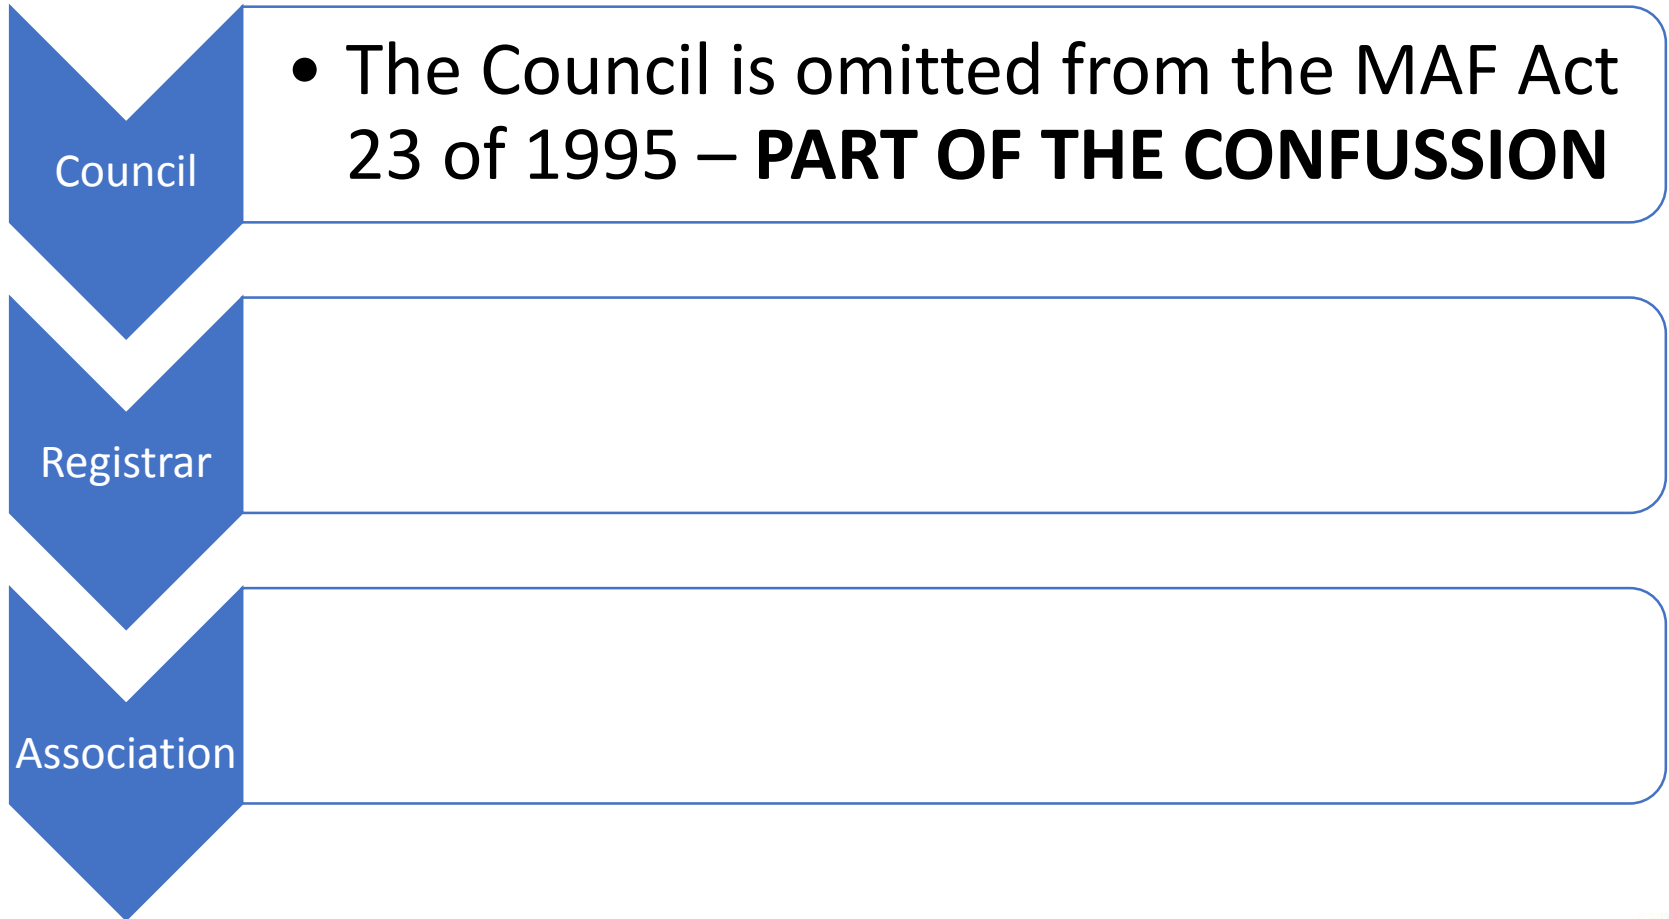 Council
• The Council is omitted from the MAF Act
23 of 1995 – PART OF THE CONFUSSION
Registrar
Association